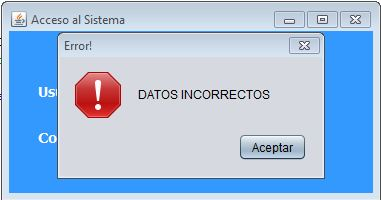 Acceso al Sistema
Error!
DATOS INCORRECTOS
Aceptar